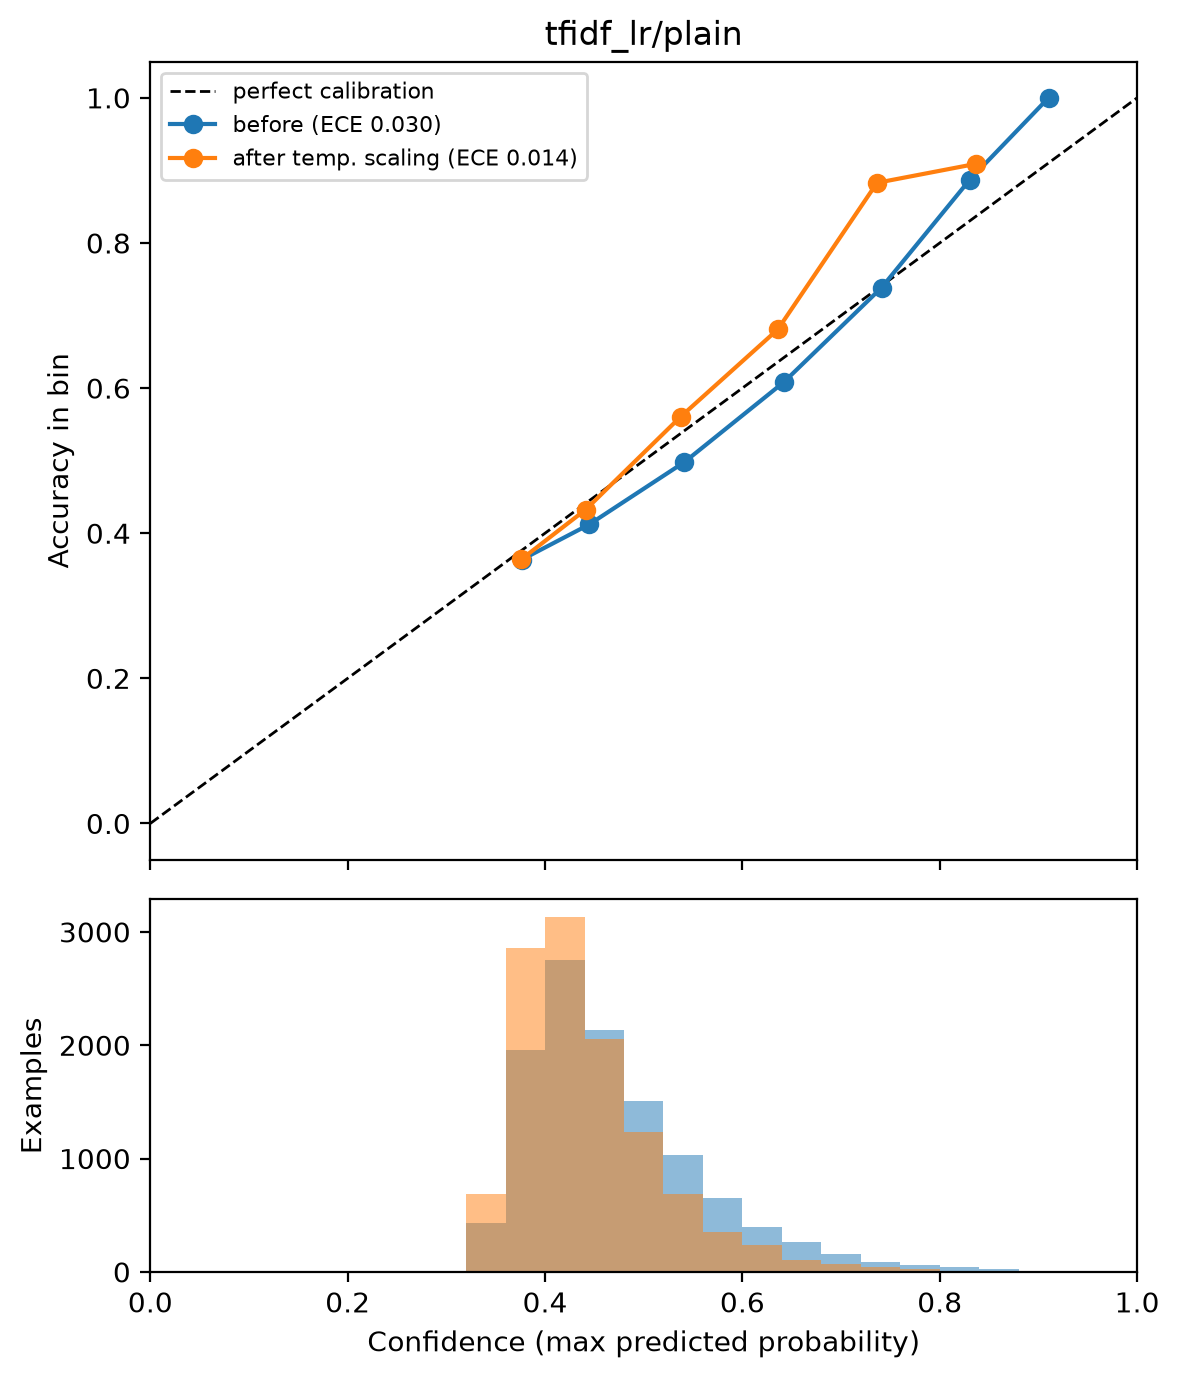 tfidf_lr/plain
perfect calibration
before (ECE 0.030)
after temp. scaling (ECE 0.014)
1.0
0.8
0.6
0.4
0.2
0.0
Accuracy in bin
3000
2000
1000
0
Examples
0.0 0.2 0.4 0.6 0.8 1.0
Confidence (max predicted probability)